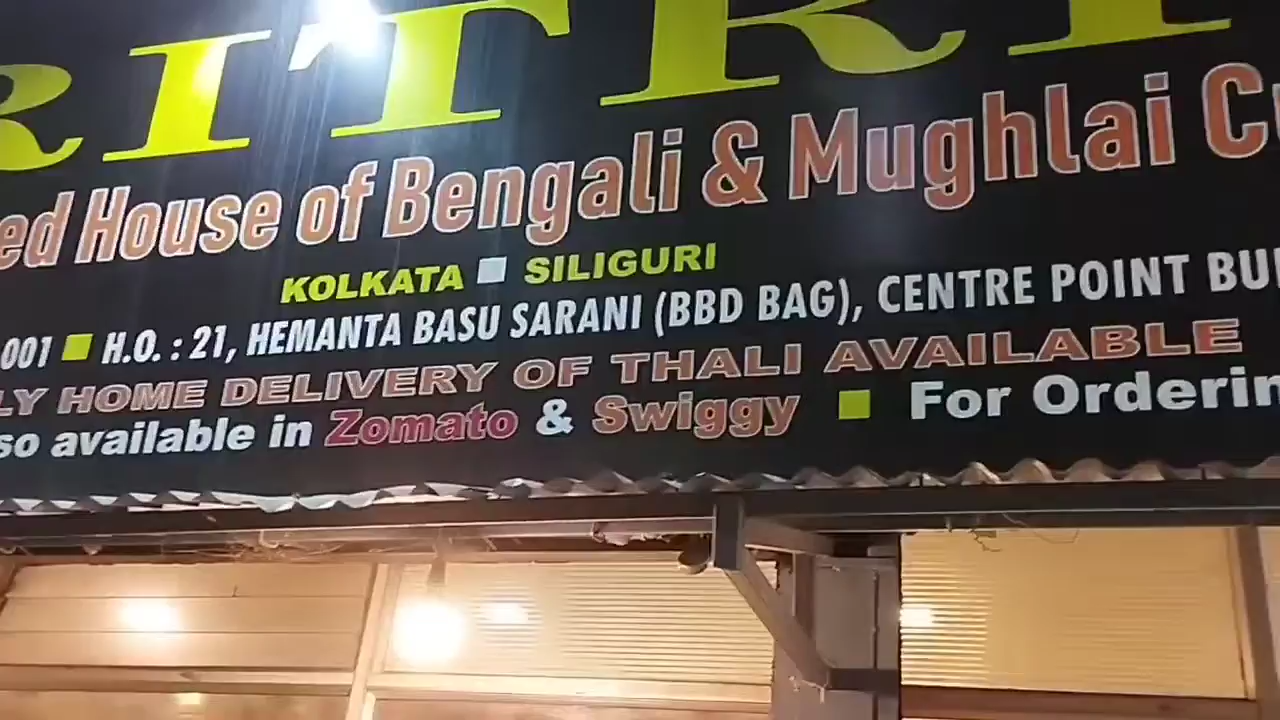 RITRI
ed House of Bengali & Mughlai
KOLKATA SILIGURI
001 H.O. : 21, HEMANTA BASU SARANI (BBD BAG), CENTRE POINT
LY HOME DELIVERY OF THALI AVAILABLE
so available in Zomato & Swiggy For Orderin